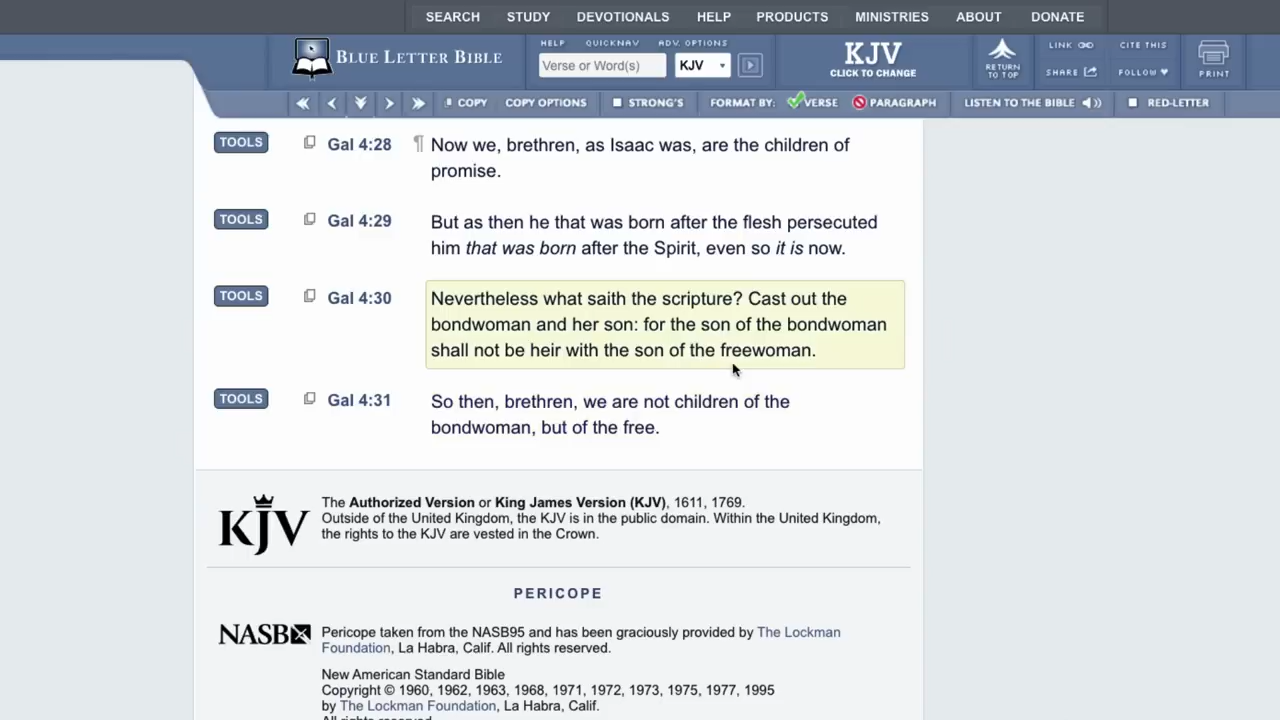 SEARCH STUDY DEVOTIONALS HELP PRODUCTS MINISTRIES ABOUT DONATE
BLUE LETTER BIBLE
HELP QUICKNAV ADV. OPTIONS
Verse or Word(s) KJV
KJV
CLICK TO CHANGE
RETURN
TO TOP
LINK CITE THIS
SHARE FOLLOW
PRINT
COPY COPY OPTIONS STRONG'S FORMAT BY: VERSE PARAGRAPH LISTEN TO THE BIBLE RED-LETTER
TOOLS Gal 4:28 ¶ Now we, brethren, as Isaac was, are the children of
promise.
TOOLS Gal 4:29 But as then he that was born after the flesh persecuted
him that was born after the Spirit, even so it is now.
TOOLS Gal 4:30 Nevertheless what saith the scripture? Cast out the
bondwoman and her son: for the son of the bondwoman
shall not be heir with the son of the freewoman.
TOOLS Gal 4:31 So then, brethren, we are not children of the
bondwoman, but of the free.
KJV
The Authorized Version or King James Version (KJV), 1611, 1769.
Outside of the United Kingdom, the KJV is in the public domain. Within the United Kingdom,
the rights to the KJV are vested in the Crown.
PERICOPE
NASB
Pericope taken from the NASB95 and has been graciously provided by The Lockman
Foundation, La Habra, Calif. All rights reserved.
New American Standard Bible
Copyright © 1960, 1962, 1963, 1968, 1971, 1972, 1973, 1975, 1977, 1995
by The Lockman Foundation, La Habra, Calif.
All rights reserved